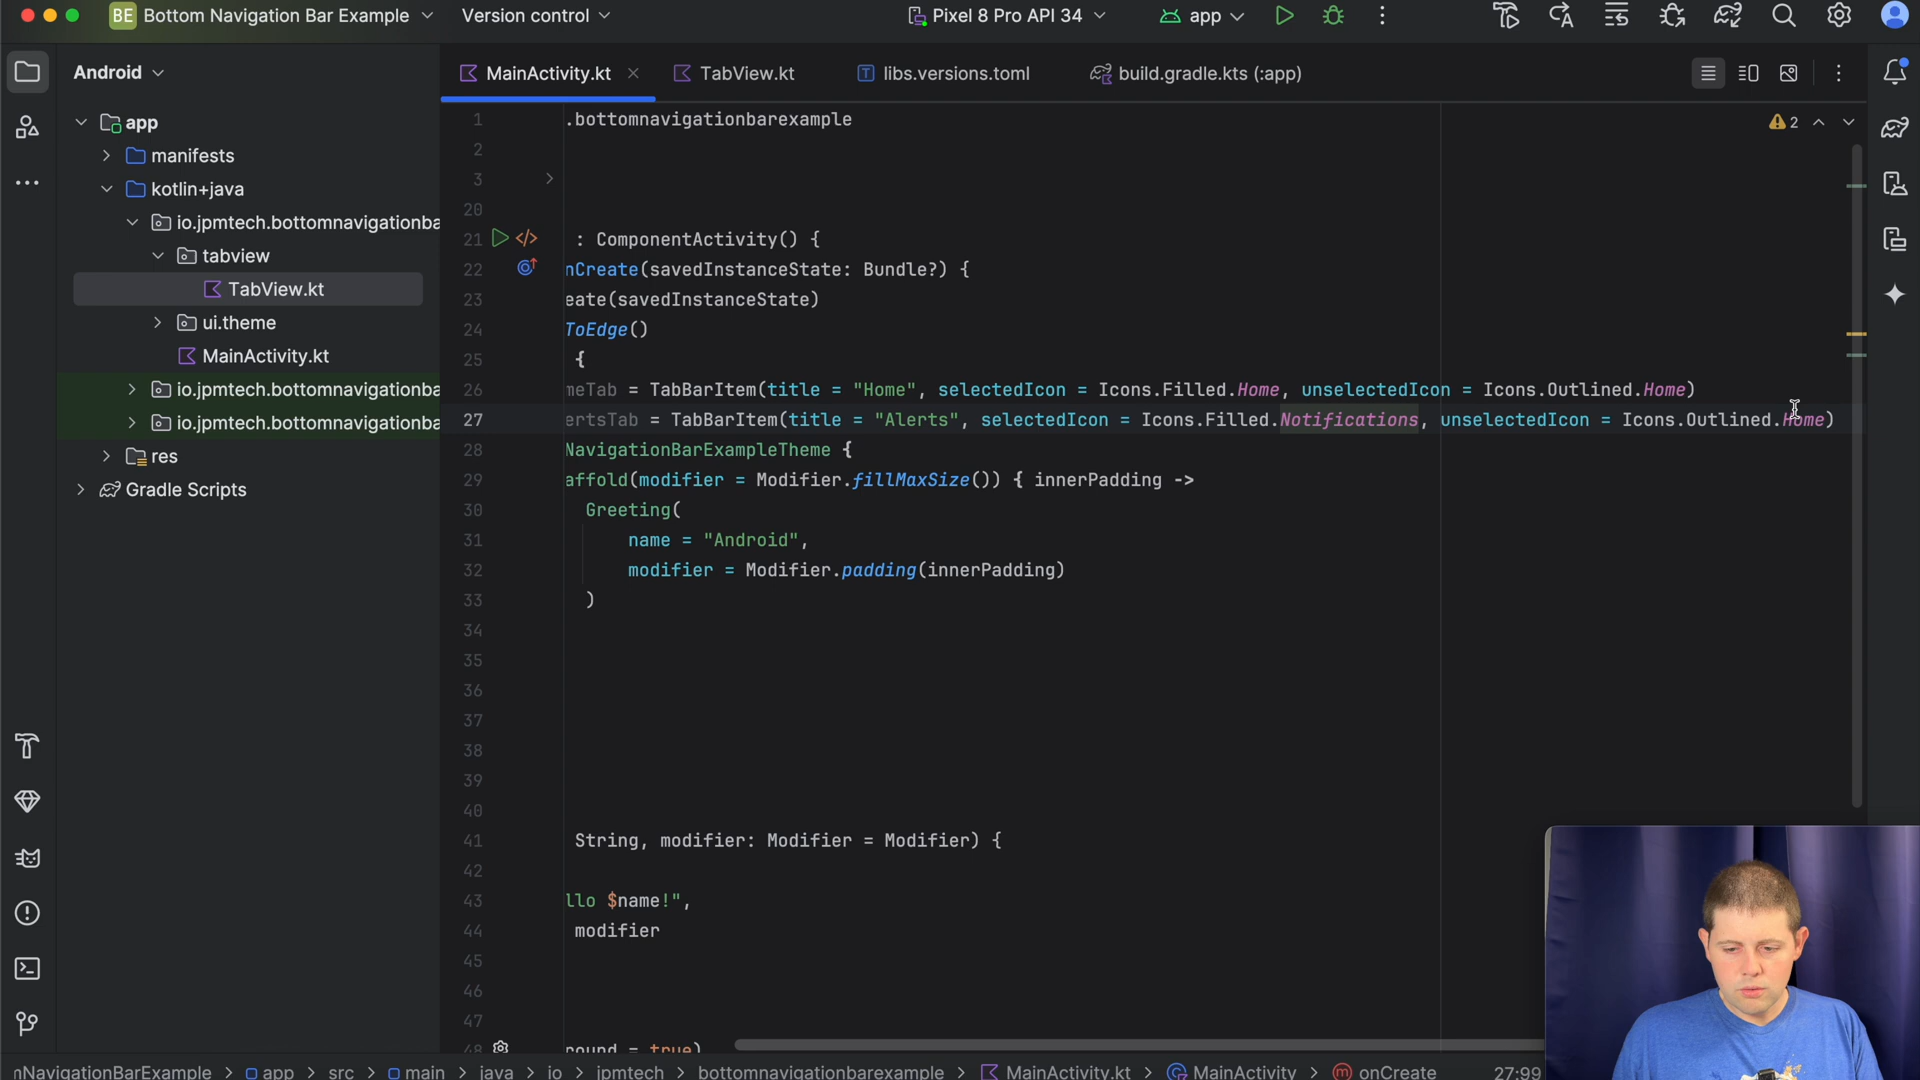 BE Bottom Navigation Bar Example Version control Pixel 8 Pro API 34 app
Android
MainActivity.kt TabView.kt libs.versions.toml build.gradle.kts (:app)
app
manifests
kotlin+java
io.jpmtech.bottomnavigationba
tabview
TabView.kt
ui.theme
MainActivity.kt
io.jpmtech.bottomnavigationba
io.jpmtech.bottomnavigationba
res
Gradle Scripts
2
1 .bottomnavigationbarexample
2
3
20
21 : ComponentActivity() {
22 nCreate(savedInstanceState: Bundle?) {
23 eate(savedInstanceState)
24 ToEdge()
25 {
26 meTab = TabBarItem(title = "Home", selectedIcon = Icons.Filled.Home, unselectedIcon = Icons.Outlined.Home)
27 ertsTab = TabBarItem(title = "Alerts", selectedIcon = Icons.Filled.Notifications, unselectedIcon = Icons.Outlined.Home)
28 NavigationBarExampleTheme {
29 affold(modifier = Modifier.fillMaxSize()) { innerPadding ->
30 Greeting(
31 name = "Android",
32 modifier = Modifier.padding(innerPadding)
33 )
34
35
36
37
38
39
40
41 String, modifier: Modifier = Modifier) {
42
43 llo $name!",
44 modifier
45
46
47
48 round = true)
nNavigationBarExample > app > src > main > java > io > jpmtech > bottomnavigationbarexample > MainActivity.kt > MainActivity > onCreate 27:99